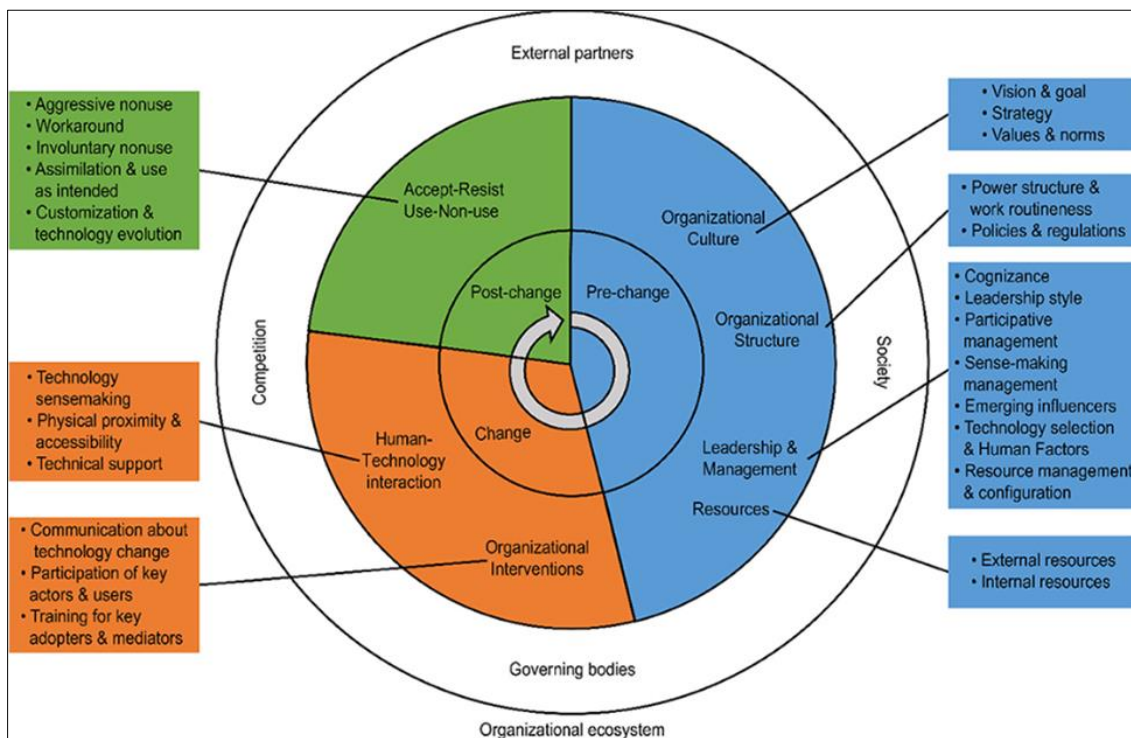 External partners
• Aggressive nonuse
• Workaround
• Involuntary nonuse
• Assimilation & use
as intended
• Customization &
technology evolution
Accept-Resist
Use-Non-use
Post-change
Pre-change
Organizational
Culture
• Vision & goal
• Strategy
• Values & norms
Organizational
Structure
• Power structure &
work routineness
• Policies & regulations
Competition
Society
• Technology
sensemaking
• Physical proximity &
accessibility
• Technical support
Human-
Technology
interaction
Change
Leadership &
Management
• Cognizance
• Leadership style
• Participative
management
• Sense-making
management
• Emerging influencers
• Technology selection
& Human Factors
• Resource management
& configuration
Resources
• External resources
• Internal resources
• Communication about
technology change
• Participation of key
actors & users
• Training for key
adopters & mediators
Organizational
Interventions
Governing bodies
Organizational ecosystem